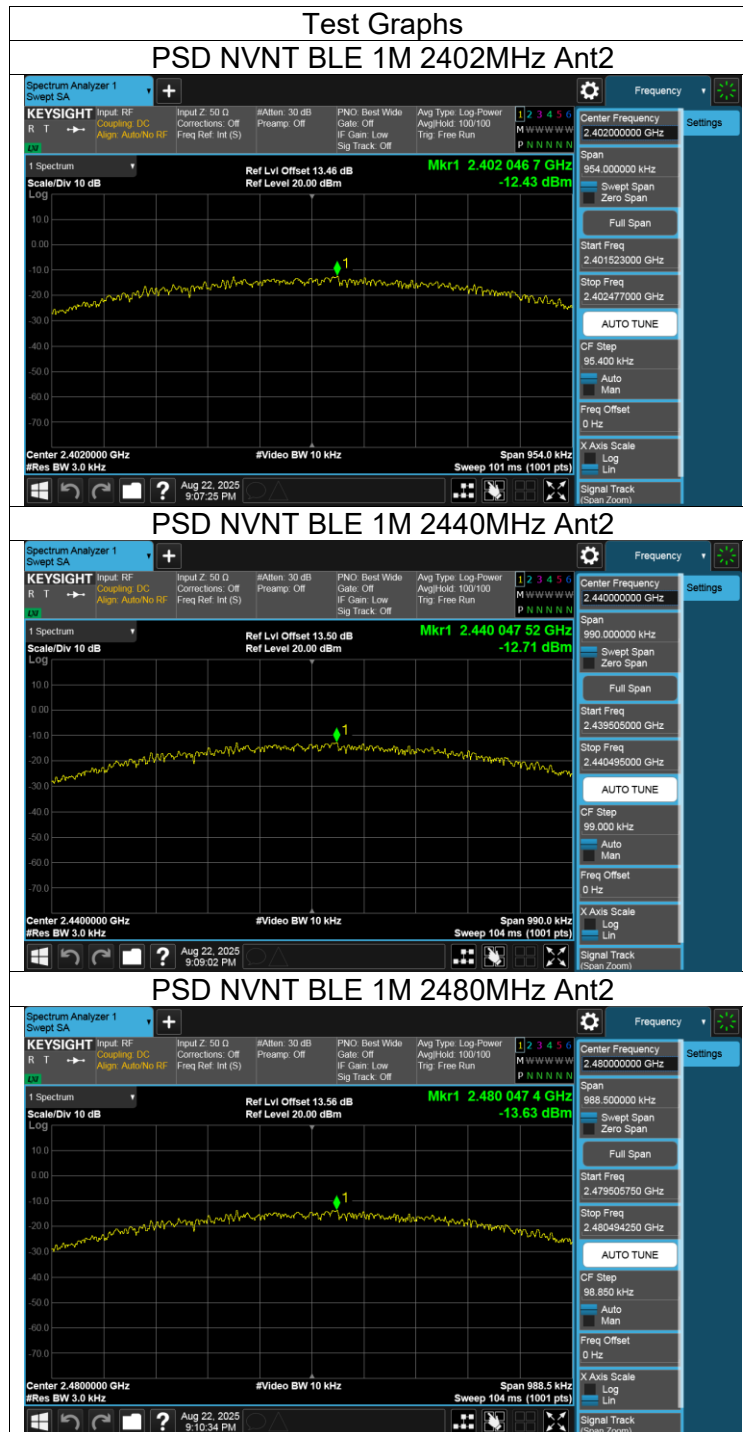 Test Graphs
PSD NVNT BLE 1M 2402MHz Ant2
Spectrum Analyzer 1
Swept SA
+
Frequency
KEYSIGHT Input: RF Input Z: 50 Ω #Atten: 30 dB PNO: Best Wide Avg Type: Log-Power 1 2 3 4 5 6
R T Coupling: DC Corrections: Off Preamp: Off Gate: Off Avg|Hold: 100/100 M W W W W W
Align: Auto/No RF Freq Ref: Int (S) IF Gain: Low Trig: Free Run P N N N N N
LXI Sig Track: Off
1 Spectrum
Scale/Div 10 dB
Log
Ref Lvl Offset 13.46 dB
Ref Level 20.00 dBm
Mkr1 2.402 046 7 GHz
-12.43 dBm
1
10.0
0.00
-10.0
-20.0
-30.0
-40.0
-50.0
-60.0
-70.0
Center 2.4020000 GHz #Video BW 10 kHz Span 954.0 kHz
#Res BW 3.0 kHz Sweep 101 ms (1001 pts)
? Aug 22, 2025
9:07:25 PM
Center Frequency
2.402000000 GHz
Settings
Span
954.000000 kHz
Swept Span
Zero Span
Full Span
Start Freq
2.401523000 GHz
Stop Freq
2.402477000 GHz
AUTO TUNE
CF Step
95.400 kHz
Auto
Man
Freq Offset
0 Hz
X Axis Scale
Log
Lin
Signal Track
(Span Zoom)
PSD NVNT BLE 1M 2440MHz Ant2
Spectrum Analyzer 1
Swept SA
+
Frequency
KEYSIGHT Input: RF Input Z: 50 Ω #Atten: 30 dB PNO: Best Wide Avg Type: Log-Power 1 2 3 4 5 6
R T Coupling: DC Corrections: Off Preamp: Off Gate: Off Avg|Hold: 100/100 M W W W W W
Align: Auto/No RF Freq Ref: Int (S) IF Gain: Low Trig: Free Run P N N N N N
LXI Sig Track: Off
1 Spectrum
Scale/Div 10 dB
Log
Ref Lvl Offset 13.50 dB
Ref Level 20.00 dBm
Mkr1 2.440 047 52 GHz
-12.71 dBm
1
10.0
0.00
-10.0
-20.0
-30.0
-40.0
-50.0
-60.0
-70.0
Center 2.4400000 GHz #Video BW 10 kHz Span 990.0 kHz
#Res BW 3.0 kHz Sweep 104 ms (1001 pts)
? Aug 22, 2025
9:09:02 PM
Center Frequency
2.440000000 GHz
Settings
Span
990.000000 kHz
Swept Span
Zero Span
Full Span
Start Freq
2.439505000 GHz
Stop Freq
2.440495000 GHz
AUTO TUNE
CF Step
99.000 kHz
Auto
Man
Freq Offset
0 Hz
X Axis Scale
Log
Lin
Signal Track
(Span Zoom)
PSD NVNT BLE 1M 2480MHz Ant2
Spectrum Analyzer 1
Swept SA
+
Frequency
KEYSIGHT Input: RF Input Z: 50 Ω #Atten: 30 dB PNO: Best Wide Avg Type: Log-Power 1 2 3 4 5 6
R T Coupling: DC Corrections: Off Preamp: Off Gate: Off Avg|Hold: 100/100 M W W W W W
Align: Auto/No RF Freq Ref: Int (S) IF Gain: Low Trig: Free Run P N N N N N
LXI Sig Track: Off
1 Spectrum
Scale/Div 10 dB
Log
Ref Lvl Offset 13.56 dB
Ref Level 20.00 dBm
Mkr1 2.480 047 4 GHz
-13.63 dBm
1
10.0
0.00
-10.0
-20.0
-30.0
-40.0
-50.0
-60.0
-70.0
Center 2.4800000 GHz #Video BW 10 kHz Span 988.5 kHz
#Res BW 3.0 kHz Sweep 104 ms (1001 pts)
? Aug 22, 2025
9:10:34 PM
Center Frequency
2.480000000 GHz
Settings
Span
988.500000 kHz
Swept Span
Zero Span
Full Span
Start Freq
2.479505750 GHz
Stop Freq
2.480494250 GHz
AUTO TUNE
CF Step
98.850 kHz
Auto
Man
Freq Offset
0 Hz
X Axis Scale
Log
Lin
Signal Track
(Span Zoom)